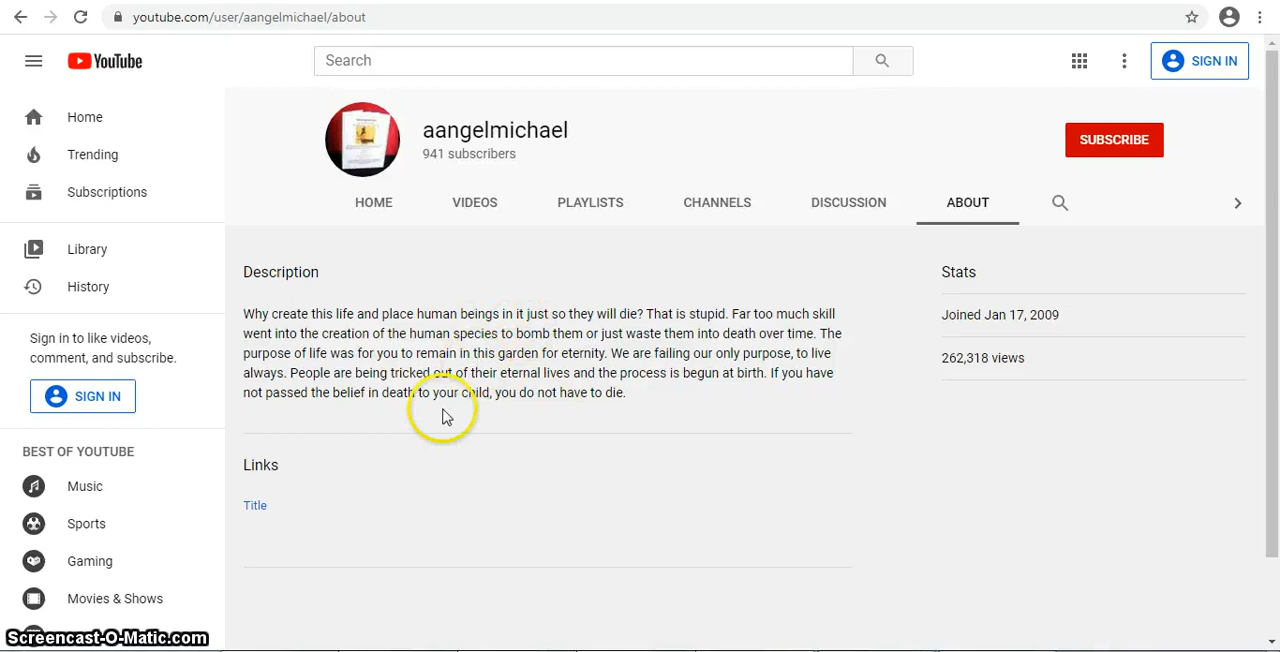 youtube.com/user/aangelmichael/about
YouTube
Search
SIGN IN
Home
Trending
Subscriptions
Library
History
Sign in to like videos,
comment, and subscribe.
SIGN IN
BEST OF YOUTUBE
Music
Sports
Gaming
Movies & Shows
aangelmichael
941 subscribers
SUBSCRIBE
HOME VIDEOS PLAYLISTS CHANNELS DISCUSSION ABOUT
Description
Why create this life and place human beings in it just so they will die? That is stupid. Far too much skill
went into the creation of the human species to bomb them or just waste them into death over time. The
purpose of life was for you to remain in this garden for eternity. We are failing our only purpose, to live
always. People are being tricked out of their eternal lives and the process is begun at birth. If you have
not passed the belief in death to your child, you do not have to die.
Links
Title
Stats
Joined Jan 17, 2009
262,318 views
Screencast-O-Matic.com